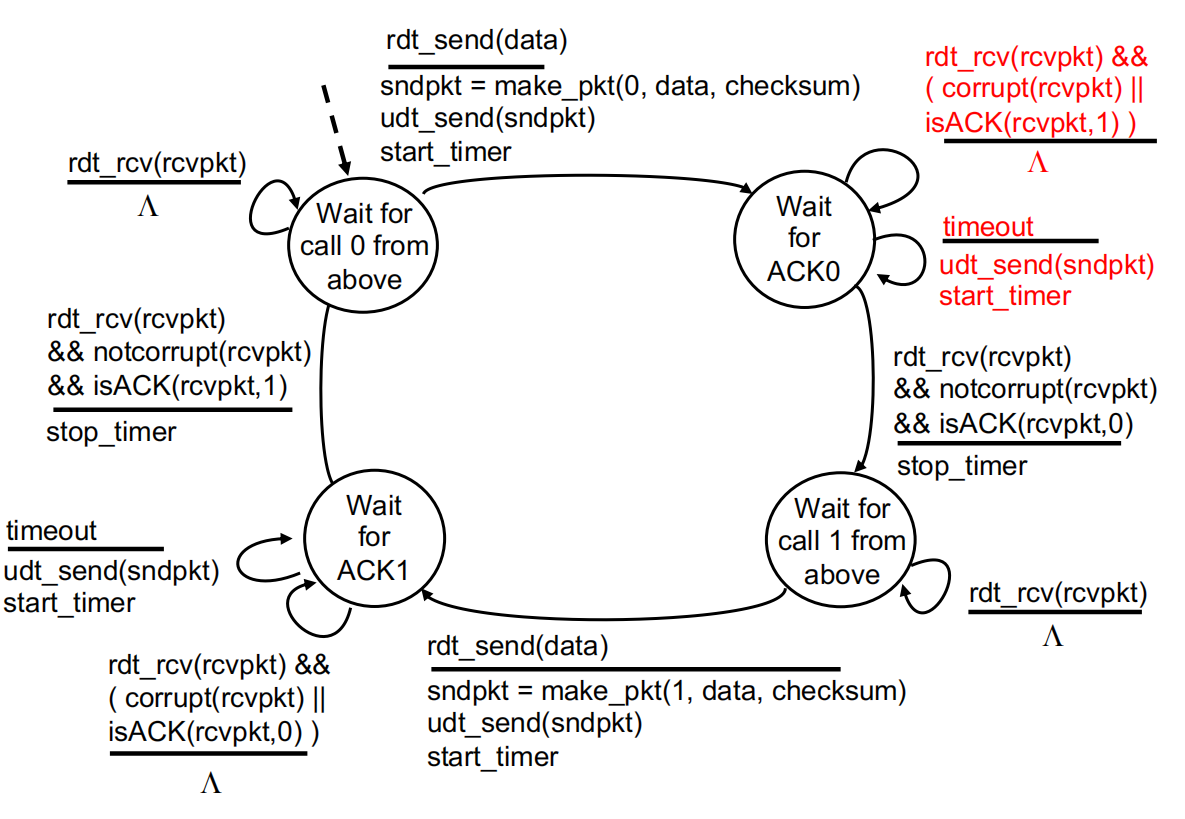 rdt_send(data)
sndpkt = make_pkt(0, data, checksum)
udt_send(sndpkt)
start_timer
rdt_rcv(rcvpkt) &&
( corrupt(rcvpkt) ||
isACK(rcvpkt,1) )
Λ
rdt_rcv(rcvpkt)
Λ
Wait for
call 0 from
above
Wait
for
ACK0
timeout
udt_send(sndpkt)
start_timer
rdt_rcv(rcvpkt)
&& notcorrupt(rcvpkt)
&& isACK(rcvpkt,1)
stop_timer
rdt_rcv(rcvpkt)
&& notcorrupt(rcvpkt)
&& isACK(rcvpkt,0)
stop_timer
timeout
udt_send(sndpkt)
start_timer
Wait
for
ACK1
Wait for
call 1 from
above
rdt_rcv(rcvpkt)
Λ
rdt_rcv(rcvpkt) &&
( corrupt(rcvpkt) ||
isACK(rcvpkt,0) )
Λ
rdt_send(data)
sndpkt = make_pkt(1, data, checksum)
udt_send(sndpkt)
start_timer